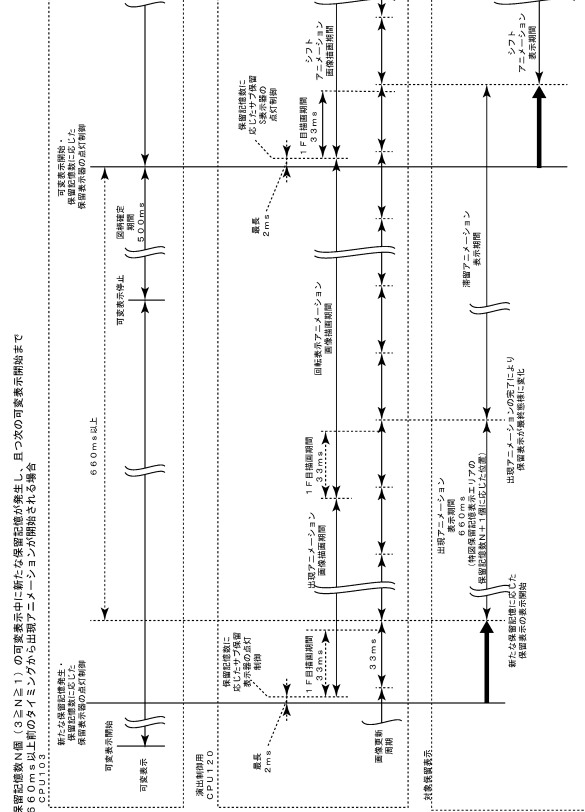 保留記憶数N個（3≧N≧1）の可変表示中に新たな保留記憶が発生し、且つ次の可変表示開始まで
660ms以上前のタイミングから出現アニメーションが開始される場合
CPU103
新たな保留記憶発生・
保留記憶数に応じた
保留表示器の点灯制御
可変表示開始・
保留記憶数に応じた
保留表示器の点灯制御
660ms以上
可変表示開始
可変表示停止
図柄確定
期間
500ms
可変表示
演出制御用
CPU120
保留記憶数に
応じたサブ保留
表示器の点灯
制御
保留記憶数に
応じたサブ保留
S表示器の
点灯制御
最長
2ms
最長
2ms
1F目描画期間
33ms
1F目描画期間
33ms
1F目描画期間
33ms
出現アニメーション
画像描画期間
回転表示アニメーション
画像描画期間
シフト
アニメーション
画像描画期間
33ms
画像更新
周期
対象保留表示
出現アニメーション
表示期間
660ms
（特図保留記憶表示エリアの
保留記憶数N＋1個に応じた位置）
滞留アニメーション
表示期間
シフト
アニメーション
表示期間
新たな保留記憶に応じた
保留表示の表示開始
出現アニメーションの完了により
保留表示が最終態様に変化